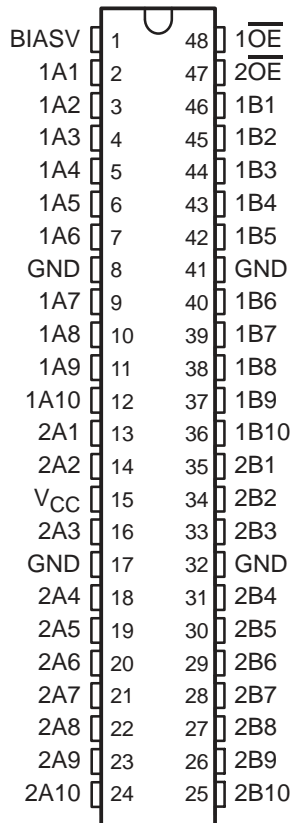 BIASV 1 48 1OE
1A1 2 47 2OE
1A2 3 46 1B1
1A3 4 45 1B2
1A4 5 44 1B3
1A5 6 43 1B4
1A6 7 42 1B5
GND 8 41 GND
1A7 9 40 1B6
1A8 10 39 1B7
1A9 11 38 1B8
1A10 12 37 1B9
2A1 13 36 1B10
2A2 14 35 2B1
VCC 15 34 2B2
2A3 16 33 2B3
GND 17 32 GND
2A4 18 31 2B4
2A5 19 30 2B5
2A6 20 29 2B6
2A7 21 28 2B7
2A8 22 27 2B8
2A9 23 26 2B9
2A10 24 25 2B10